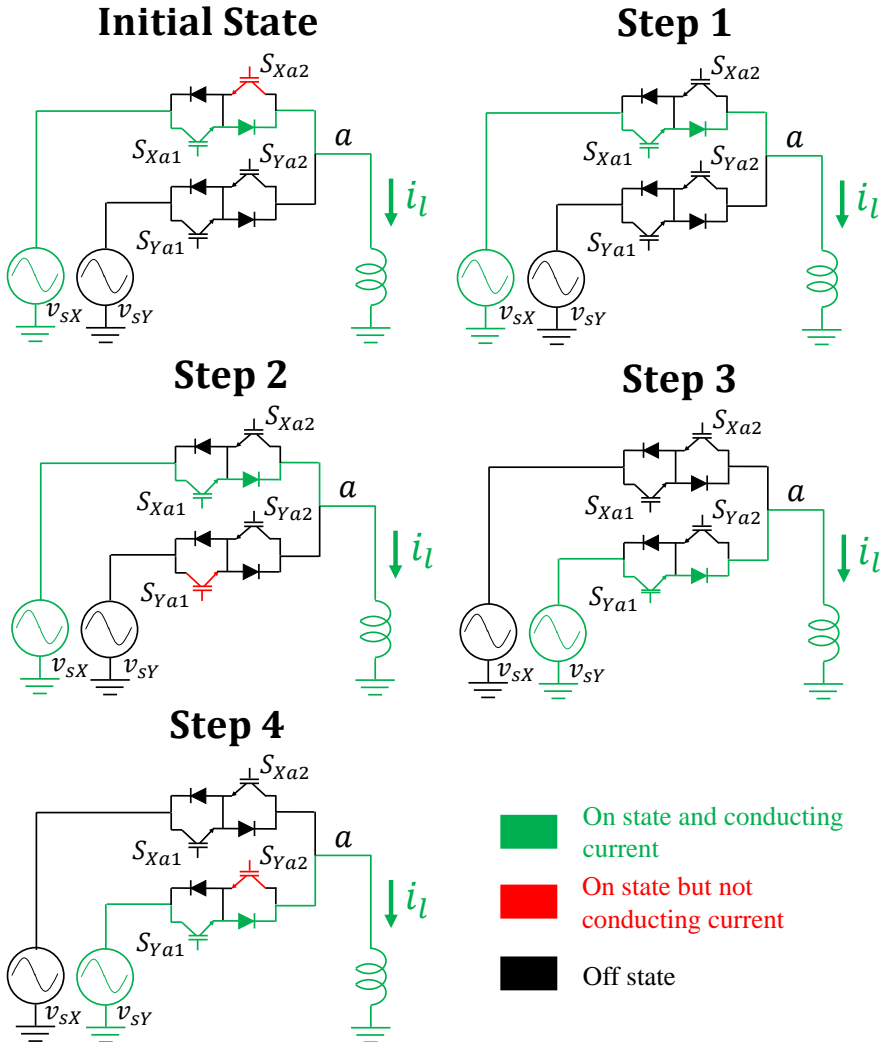 Initial State
S_{Xa2}
S_{Xa1}
S_{Ya2}
a
S_{Ya1}
i_l
v_{sX}
v_{sY}
Step 1
S_{Xa2}
S_{Xa1}
S_{Ya2}
a
S_{Ya1}
i_l
v_{sX}
v_{sY}
Step 2
S_{Xa2}
S_{Xa1}
S_{Ya2}
a
S_{Ya1}
i_l
v_{sX}
v_{sY}
Step 3
S_{Xa2}
S_{Xa1}
S_{Ya2}
a
S_{Ya1}
i_l
v_{sX}
v_{sY}
Step 4
S_{Xa2}
S_{Xa1}
S_{Ya2}
a
S_{Ya1}
i_l
v_{sX}
v_{sY}
On state and conducting
current
On state but not
conducting current
Off state